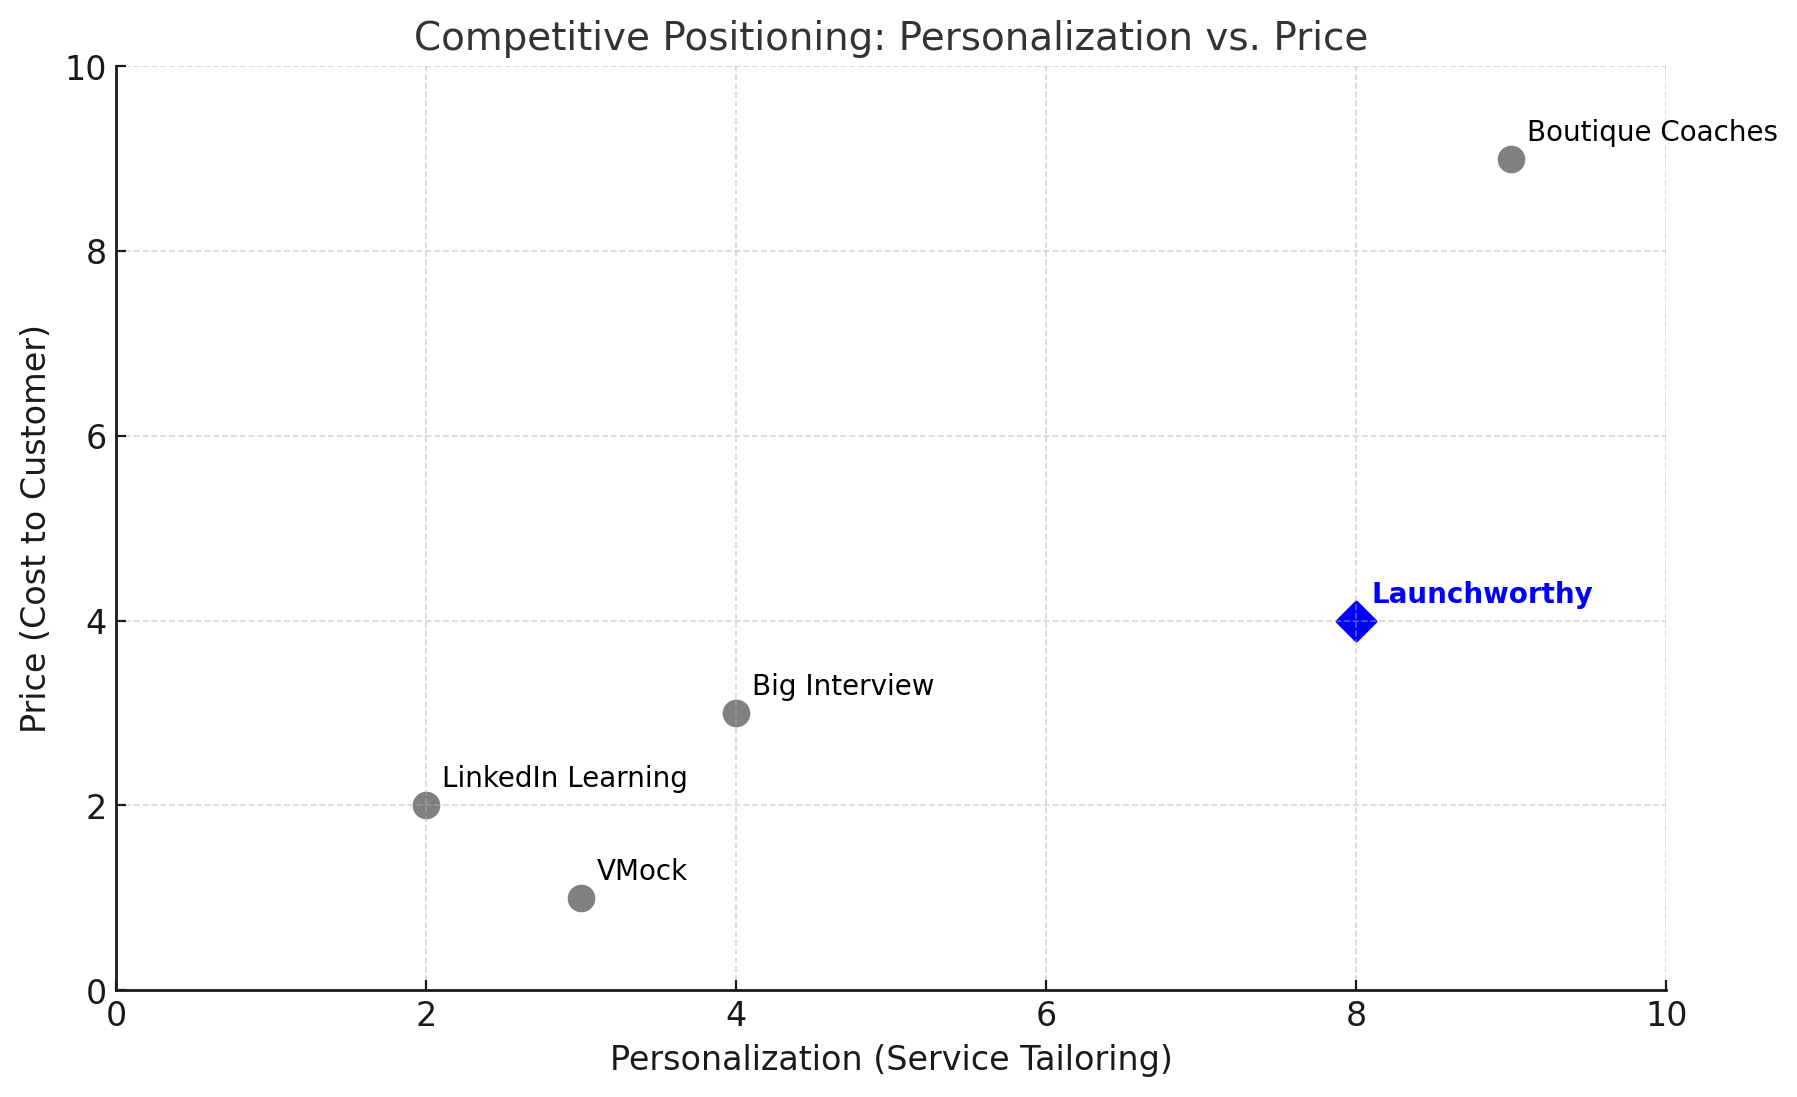 Competitive Positioning: Personalization vs. Price
10
Boutique Coaches
8
6
Price (Cost to Customer)
Launchworthy
4
Big Interview
LinkedIn Learning
2
VMock
0
0 2 4 6 8 10
Personalization (Service Tailoring)